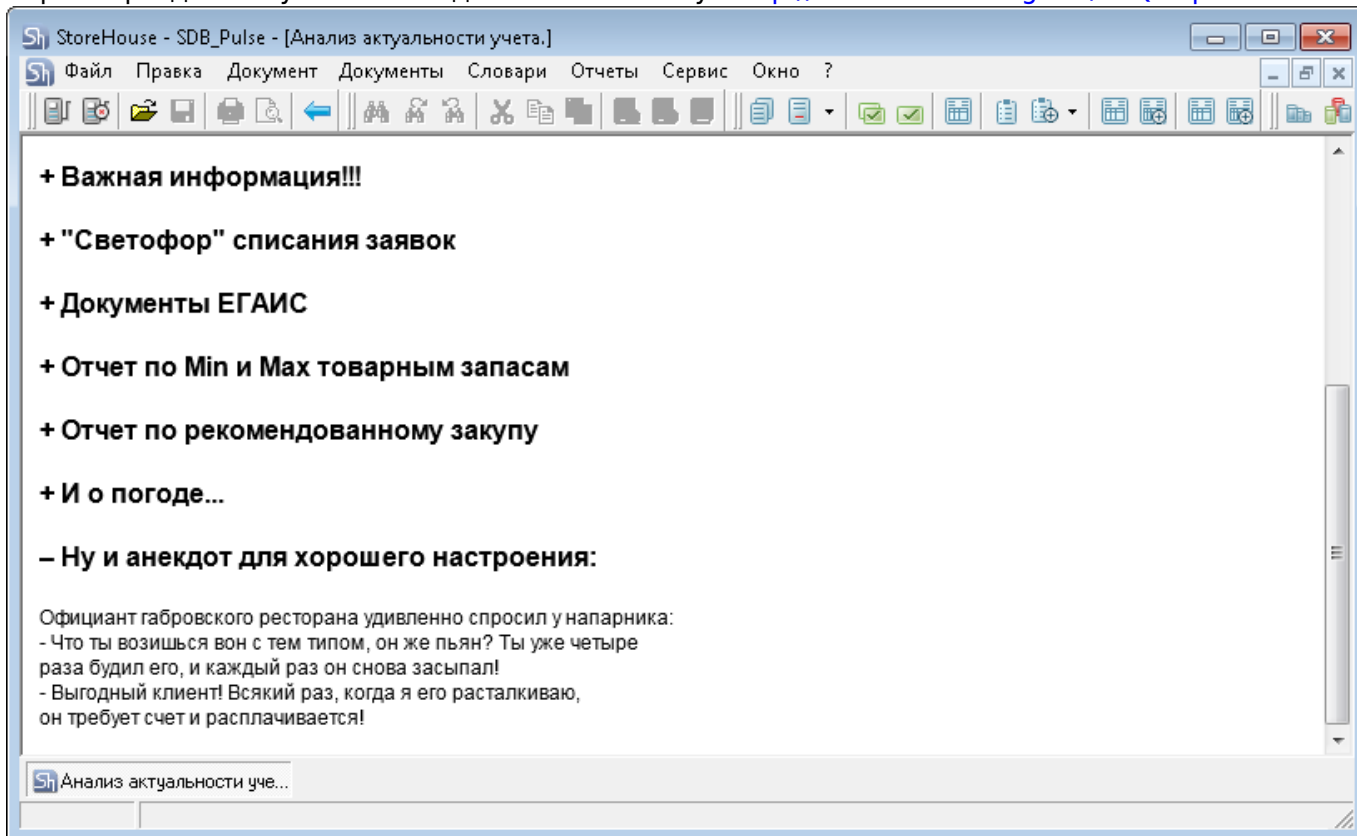 StoreHouse - SDB_Pulse - [Анализ актуальности учета.]
Файл Правка Документ Документы Словари Отчеты Сервис Окно ?
+ Важная информация!!!
+ "Светофор" списания заявок
+ Документы ЕГАИС
+ Отчет по Min и Max товарным запасам
+ Отчет по рекомендованному закупу
+ И о погоде...
– Ну и анекдот для хорошего настроения:
Официант габровского ресторана удивленно спросил у напарника:
- Что ты возишься вон с тем типом, он же пьян? Ты уже четыре
раза будил его, и каждый раз он снова засыпал!
- Выгодный клиент! Всякий раз, когда я его расталкиваю,
он требует счет и расплачивается!
Sh Анализ актуальности уче...